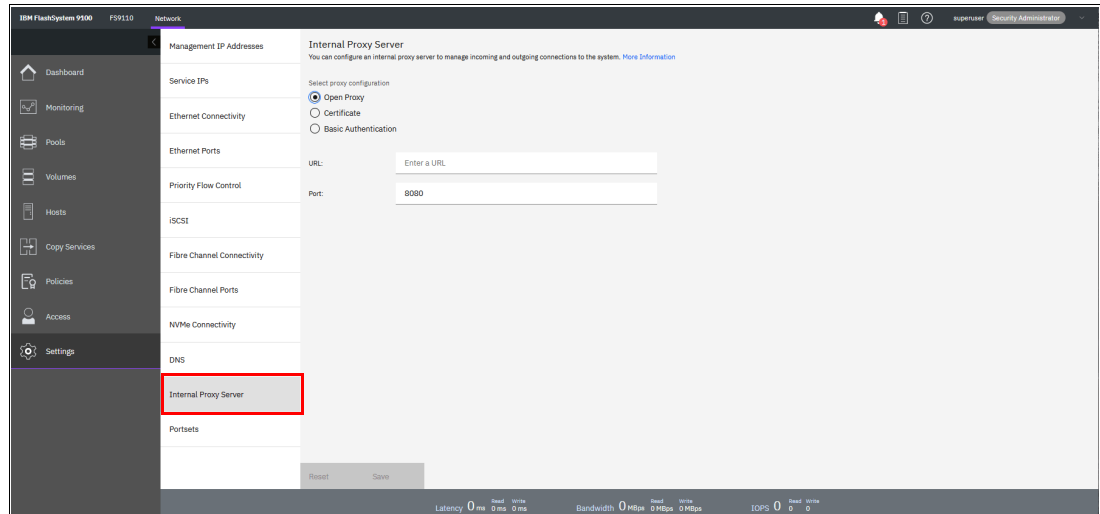 IBM FlashSystem 9100 FS9110 Network
1
superuser Security Administrator
Dashboard
Monitoring
Pools
Volumes
Hosts
Copy Services
Policies
Access
Settings
Management IP Addresses
Service IPs
Ethernet Connectivity
Ethernet Ports
Priority Flow Control
iSCSI
Fibre Channel Connectivity
Fibre Channel Ports
NVMe Connectivity
DNS
Internal Proxy Server
Portsets
Internal Proxy Server
You can configure an internal proxy server to manage incoming and outgoing connections to the system. More Information
Select proxy configuration
Open Proxy
Certificate
Basic Authentication
URL: Enter a URL
Port: 8080
Reset Save
Latency 0 ms Read 0 ms Write 0 ms Bandwidth 0 MBps Read 0 MBps Write 0 MBps IOPS 0 Read 0 Write 0